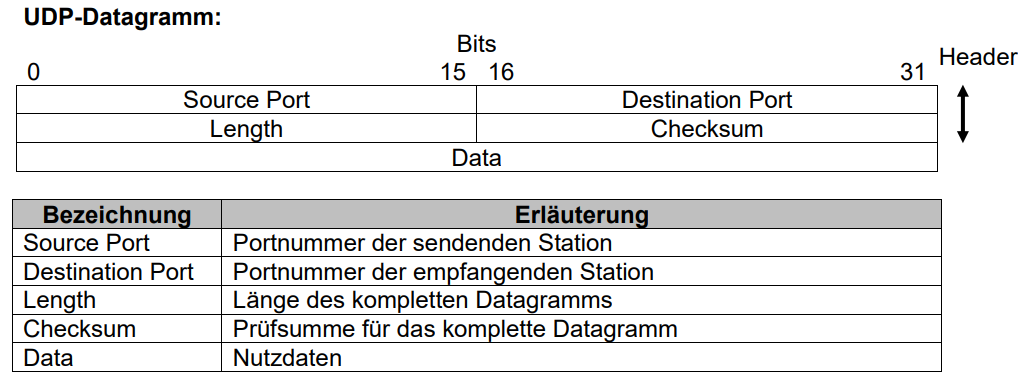 UDP-Datagramm:
Bits
0 15 16 31 Header
Source Port Destination Port
Length Checksum
Data
Bezeichnung Erläuterung
Source Port Portnummer der sendenden Station
Destination Port Portnummer der empfangenden Station
Length Länge des kompletten Datagramms
Checksum Prüfsumme für das komplette Datagramm
Data Nutzdaten